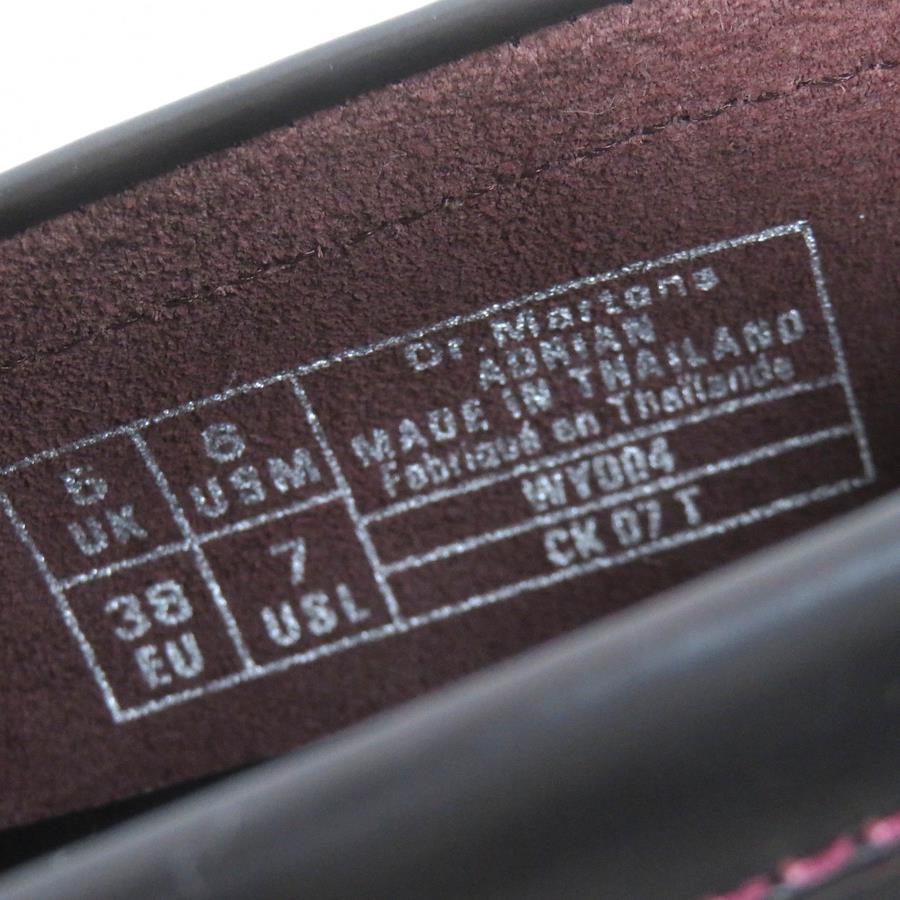 5
UK
6
USM
38
EU
7
USL
Dr. Martens
ADRIAN
MADE IN THAILAND
Fabriqué en Thaïlande
WY004
CK 07 T